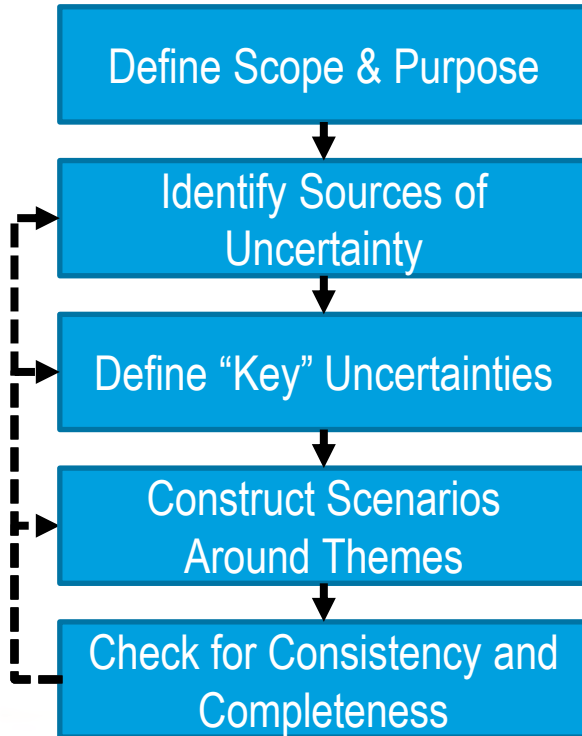 Define Scope & Purpose
Identify Sources of
Uncertainty
Define “Key” Uncertainties
Construct Scenarios
Around Themes
Check for Consistency and
Completeness